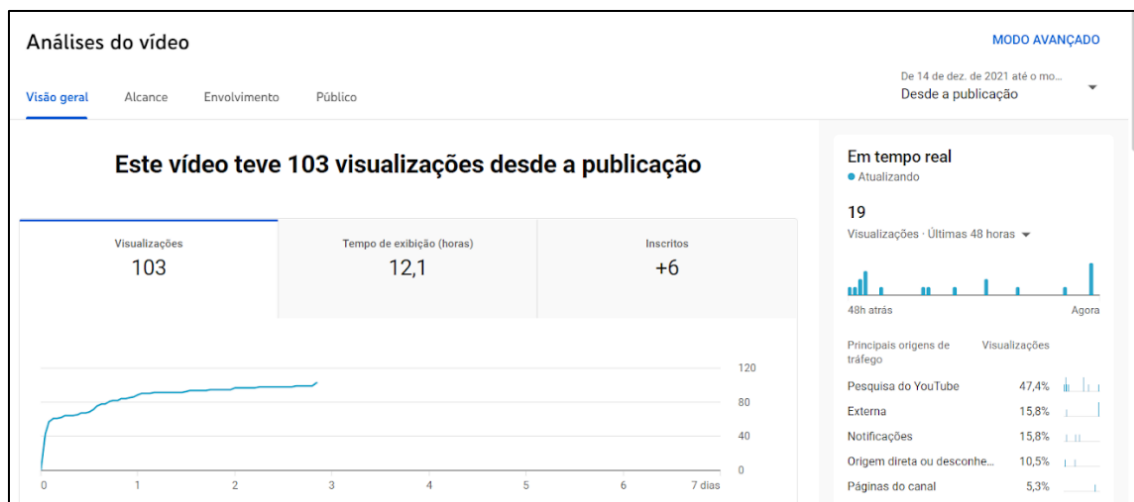 Análises do vídeo
MODO AVANÇADO
De 14 de dez. de 2021 até o mo...
Desde a publicação
Visão geral Alcance Envolvimento Público
Este vídeo teve 103 visualizações desde a publicação
Visualizações
103
Tempo de exibição (horas)
12,1
Inscritos
+6
120
80
40
0
0 1 2 3 4 5 6 7 dias
Em tempo real
Atualizando
19
Visualizações · Últimas 48 horas
48h atrás Agora
Principais origens de tráfego Visualizações
Pesquisa do YouTube 47,4%
Externa 15,8%
Notificações 15,8%
Origem direta ou desconhe... 10,5%
Páginas do canal 5,3%